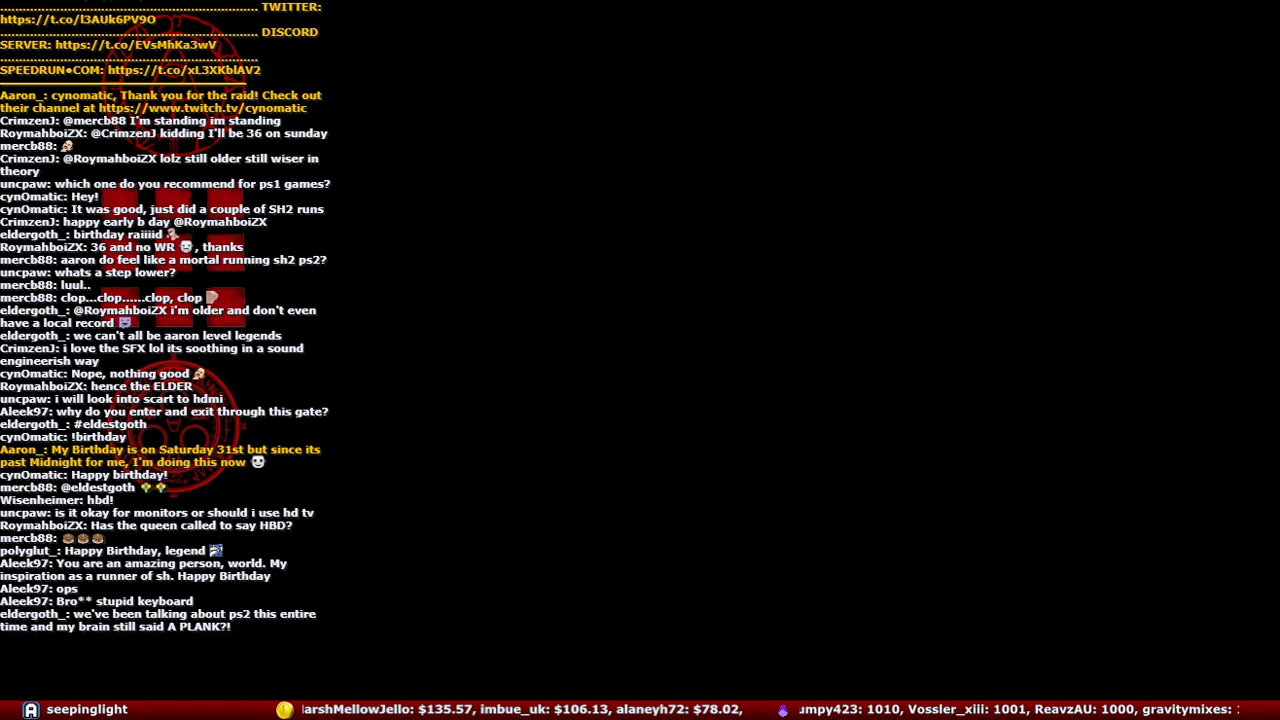 .............................................................. TWITTER:
https://t.co/l3AUk6PV9O
.............................................................. DISCORD
SERVER: https://t.co/EVsMhKa3wV
..............................................................
SPEEDRUN●COM: https://t.co/xL3XKblAV2
Aaron_: cynomatic, Thank you for the raid! Check out
their channel at https://www.twitch.tv/cynomatic
CrimzenJ: @mercb88 I'm standing im standing
RoymahboiZX: @CrimzenJ kidding I'll be 36 on sunday
mercb88:
CrimzenJ: @RoymahboiZX lolz still older still wiser in
theory
uncpaw: which one do you recommend for ps1 games?
cynOmatic: Hey!
cynOmatic: It was good, just did a couple of SH2 runs
CrimzenJ: happy early b day @RoymahboiZX
eldergoth_: birthday raiiiid
RoymahboiZX: 36 and no WR , thanks
mercb88: aaron do feel like a mortal running sh2 ps2?
uncpaw: whats a step lower?
mercb88: luul..
mercb88: clop...clop......clop, clop
eldergoth_: @RoymahboiZX i'm older and don't even
have a local record
eldergoth_: we can't all be aaron level legends
CrimzenJ: i love the SFX lol its soothing in a sound
engineerish way
cynOmatic: Nope, nothing good
RoymahboiZX: hence the ELDER
uncpaw: i will look into scart to hdmi
Aleek97: why do you enter and exit through this gate?
eldergoth_: #eldestgoth
cynOmatic: !birthday
Aaron_: My Birthday is on Saturday 31st but since its
past Midnight for me, I'm doing this now
cynOmatic: Happy birthday!
mercb88: @eldestgoth
Wisenheimer: hbd!
uncpaw: is it okay for monitors or should i use hd tv
RoymahboiZX: Has the queen called to say HBD?
mercb88:
polyglut_: Happy Birthday, legend
Aleek97: You are an amazing person, world. My
inspiration as a runner of sh. Happy Birthday
Aleek97: ops
Aleek97: Bro** stupid keyboard
eldergoth_: we've been talking about ps2 this entire
time and my brain still said A PLANK?!
A seepinglight arshMellowJello: $135.57, imbue_uk: $106.13, alaneyh72: $78.02, umpy423: 1010, Vossler_xiii: 1001, ReavzAU: 1000, gravitymixes: